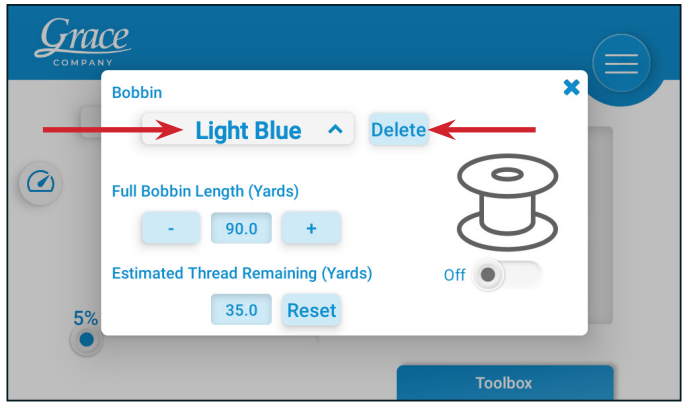 Grace
COMPANY
Bobbin
Light Blue
Delete
Full Bobbin Length (Yards)
- 90.0 +
Estimated Thread Remaining (Yards)
Off
35.0 Reset
5%
Toolbox